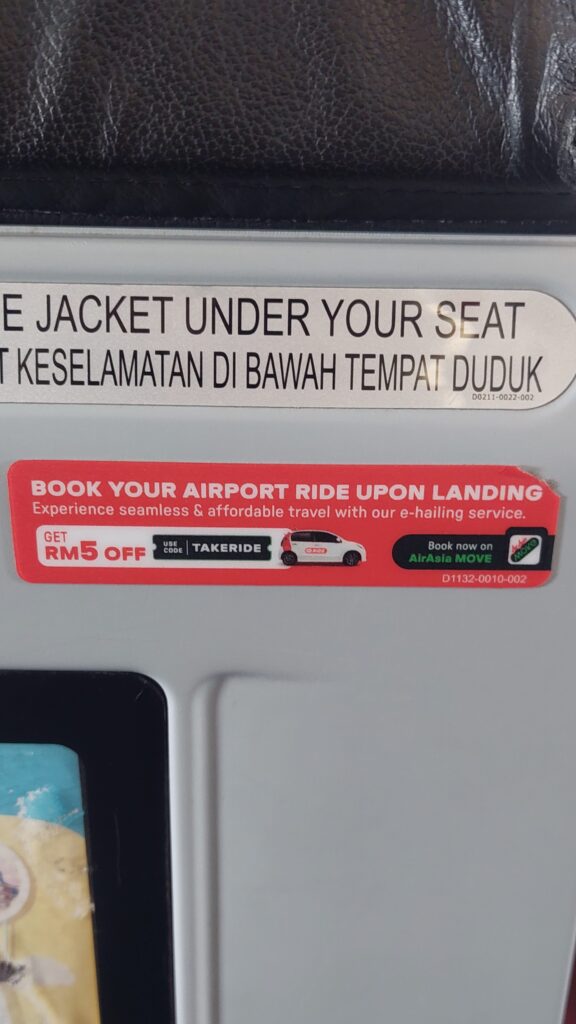 E JACKET UNDER YOUR SEAT
T KESELAMATAN DI BAWAH TEMPAT DUDUK
D0211-0022-002
BOOK YOUR AIRPORT RIDE UPON LANDING
Experience seamless & affordable travel with our e-hailing service.
GET
RM5 OFF
USE CODE
TAKERIDE
RIDE
Book now on
AirAsia MOVE
MOVE
D1132-0010-002